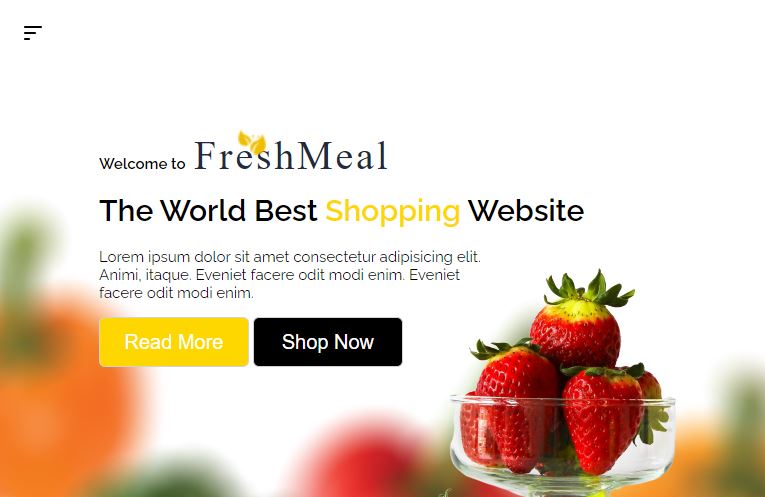 Welcome to FreshMeal
The World Best Shopping Website
Lorem ipsum dolor sit amet consectetur adipisicing elit.
Animi, itaque. Eveniet facere odit modi enim. Eveniet
facere odit modi enim.
Read More Shop Now